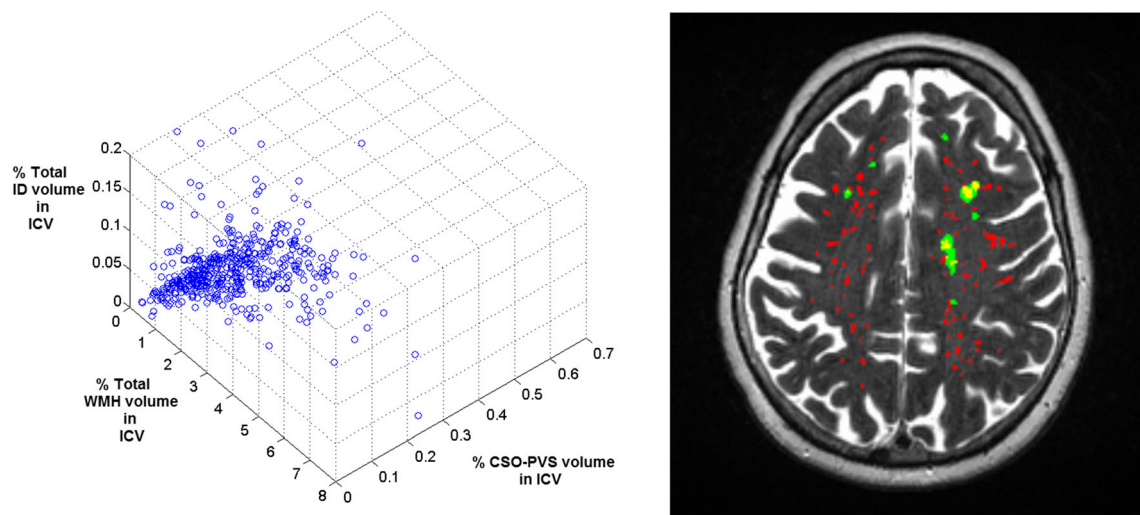 % Total
ID volume
in
ICV
0.2
0.15
0.1
0.05
0
0
1
2
3
4
5
6
7
8
% Total
WMH volume
in
ICV
0
0.1
0.2
0.3
0.4
0.5
0.6
0.7
% CSO-PVS volume
in ICV